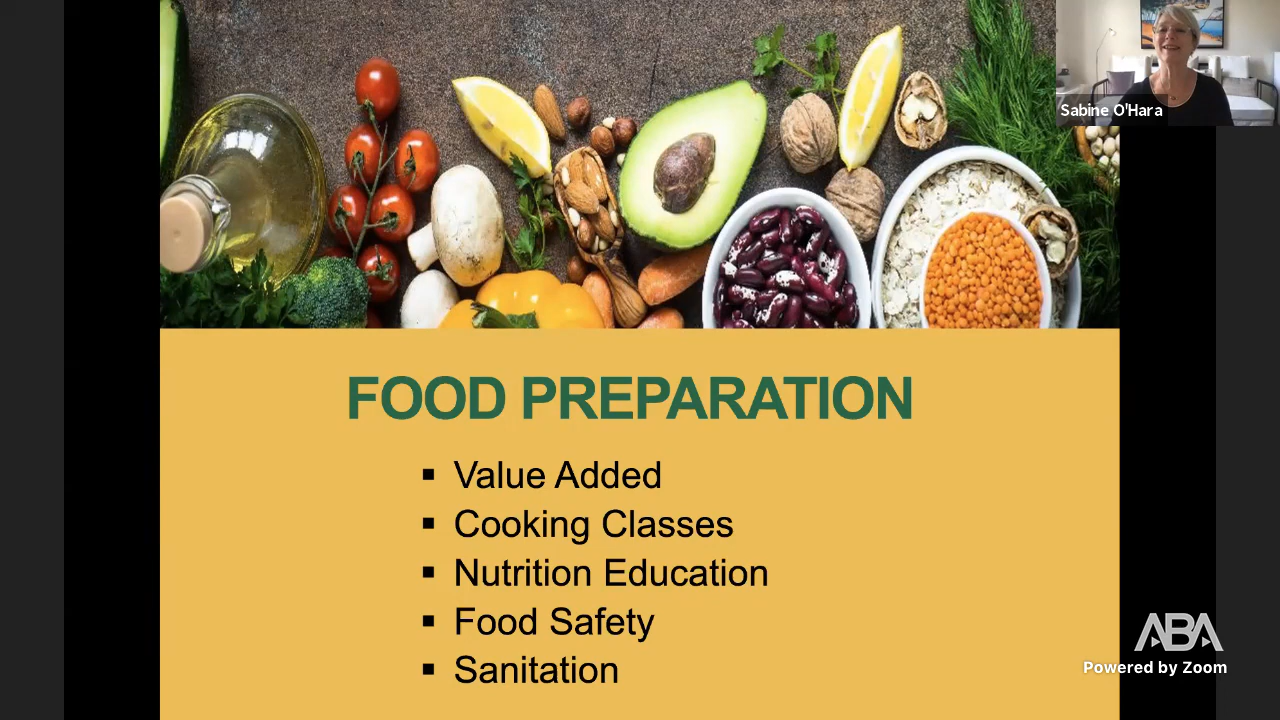 Sabine O'Hara
FOOD PREPARATION
▪ Value Added
▪ Cooking Classes
▪ Nutrition Education
▪ Food Safety
▪ Sanitation
ABA
Powered by Zoom